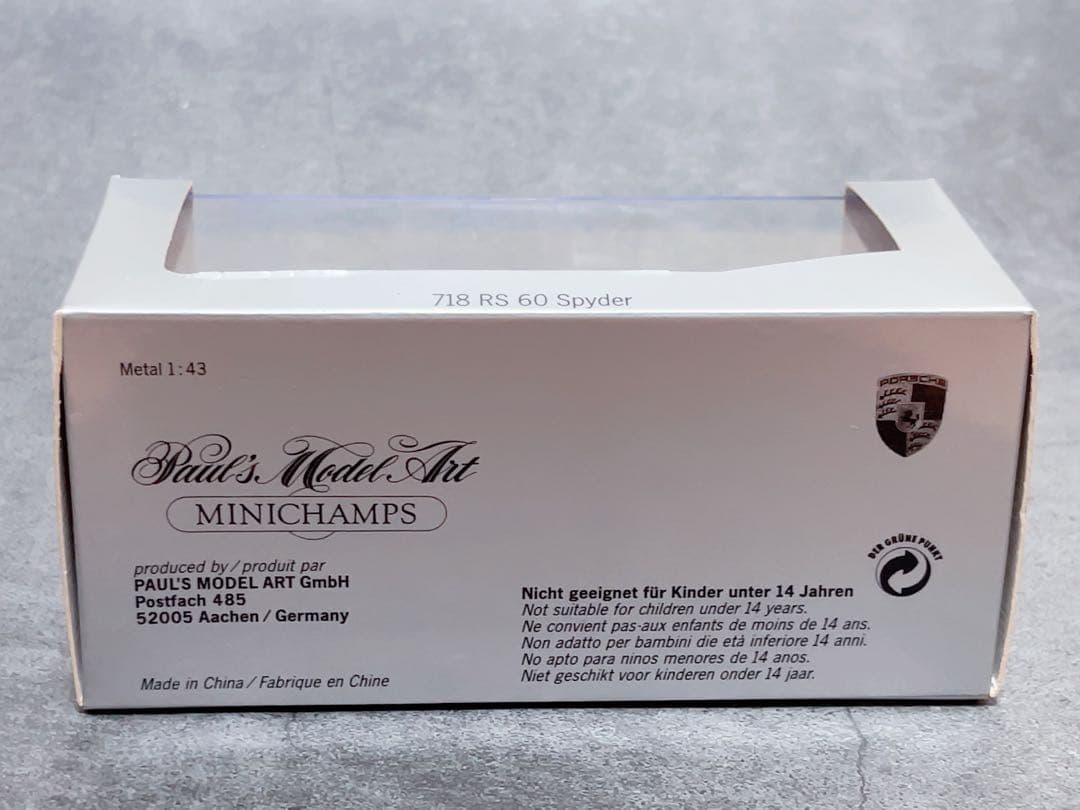 718 RS 60 Spyder
Metal 1:43
PORSCHE
Paul's Model Art
MINICHAMPS
DER GRÜNE PUNKT
produced by / produit par
PAUL'S MODEL ART GmbH
Postfach 485
52005 Aachen / Germany
Made in China / Fabrique en Chine
Nicht geeignet für Kinder unter 14 Jahren
Not suitable for children under 14 years.
Ne convient pas-aux enfants de moins de 14 ans.
Non adatto per bambini die età inferiore 14 anni.
No apto para ninos menores de 14 anos.
Niet geschikt voor kinderen onder 14 jaar.